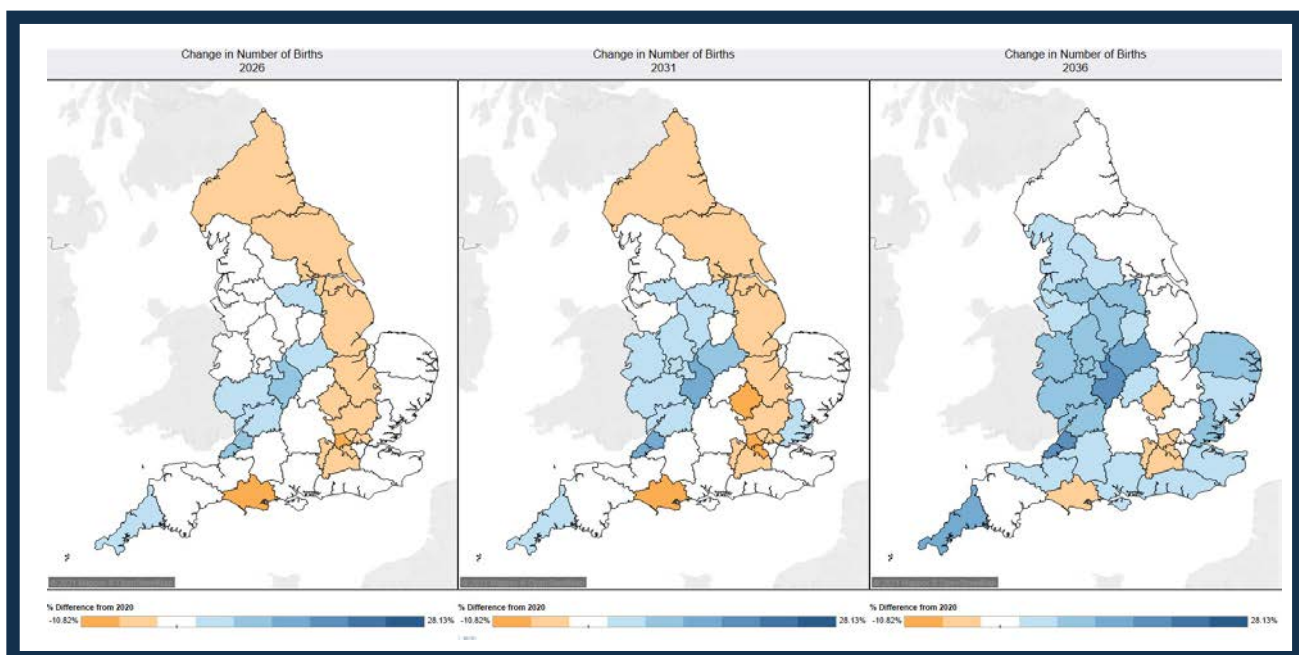 Change in Number of Births
2026
Change in Number of Births
2031
Change in Number of Births
2036
% Difference from 2020
-10.82%
28.13%
% Difference from 2020
-10.82%
28.13%
% Difference from 2020
-10.82%
28.13%